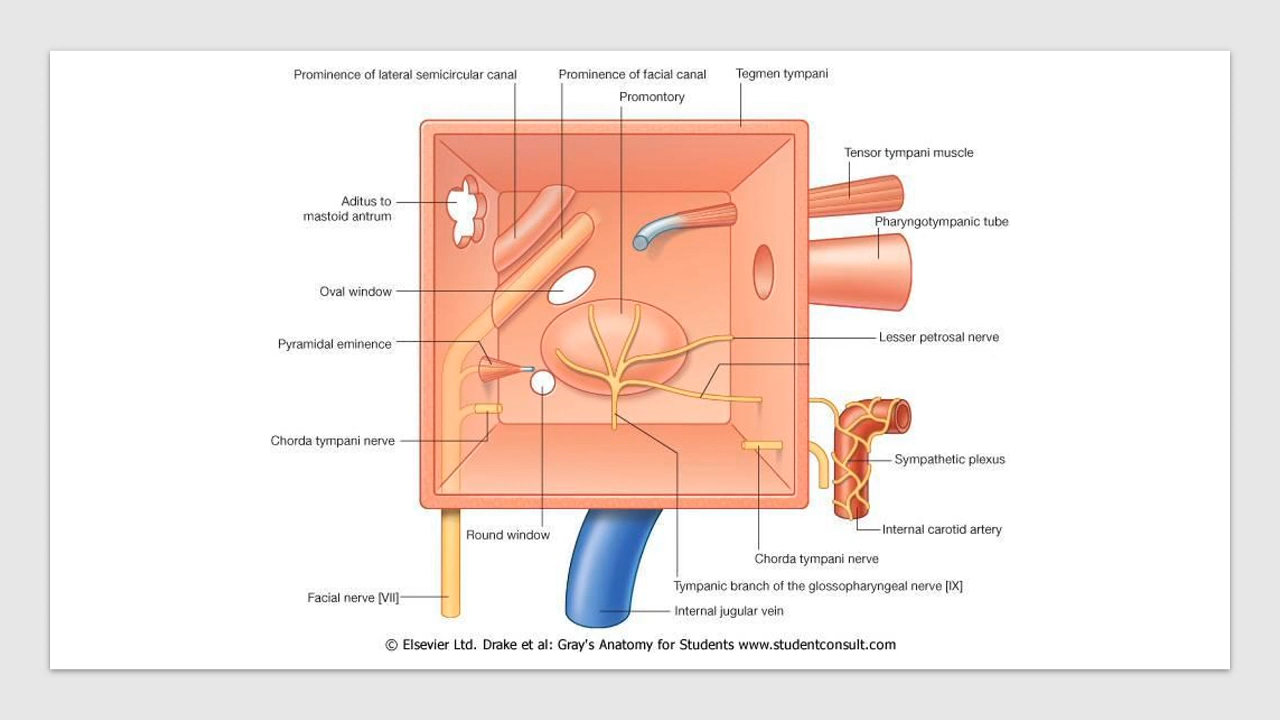 Prominence of lateral semicircular canal
Prominence of facial canal
Tegmen tympani
Promontory
Tensor tympani muscle
Aditus to
mastoid antrum
Pharyngotympanic tube
Oval window
Lesser petrosal nerve
Pyramidal eminence
Chorda tympani nerve
Sympathetic plexus
Internal carotid artery
Round window
Chorda tympani nerve
Tympanic branch of the glossopharyngeal nerve [IX]
Facial nerve [VII]
Internal jugular vein
© Elsevier Ltd. Drake et al: Gray's Anatomy for Students www.studentconsult.com